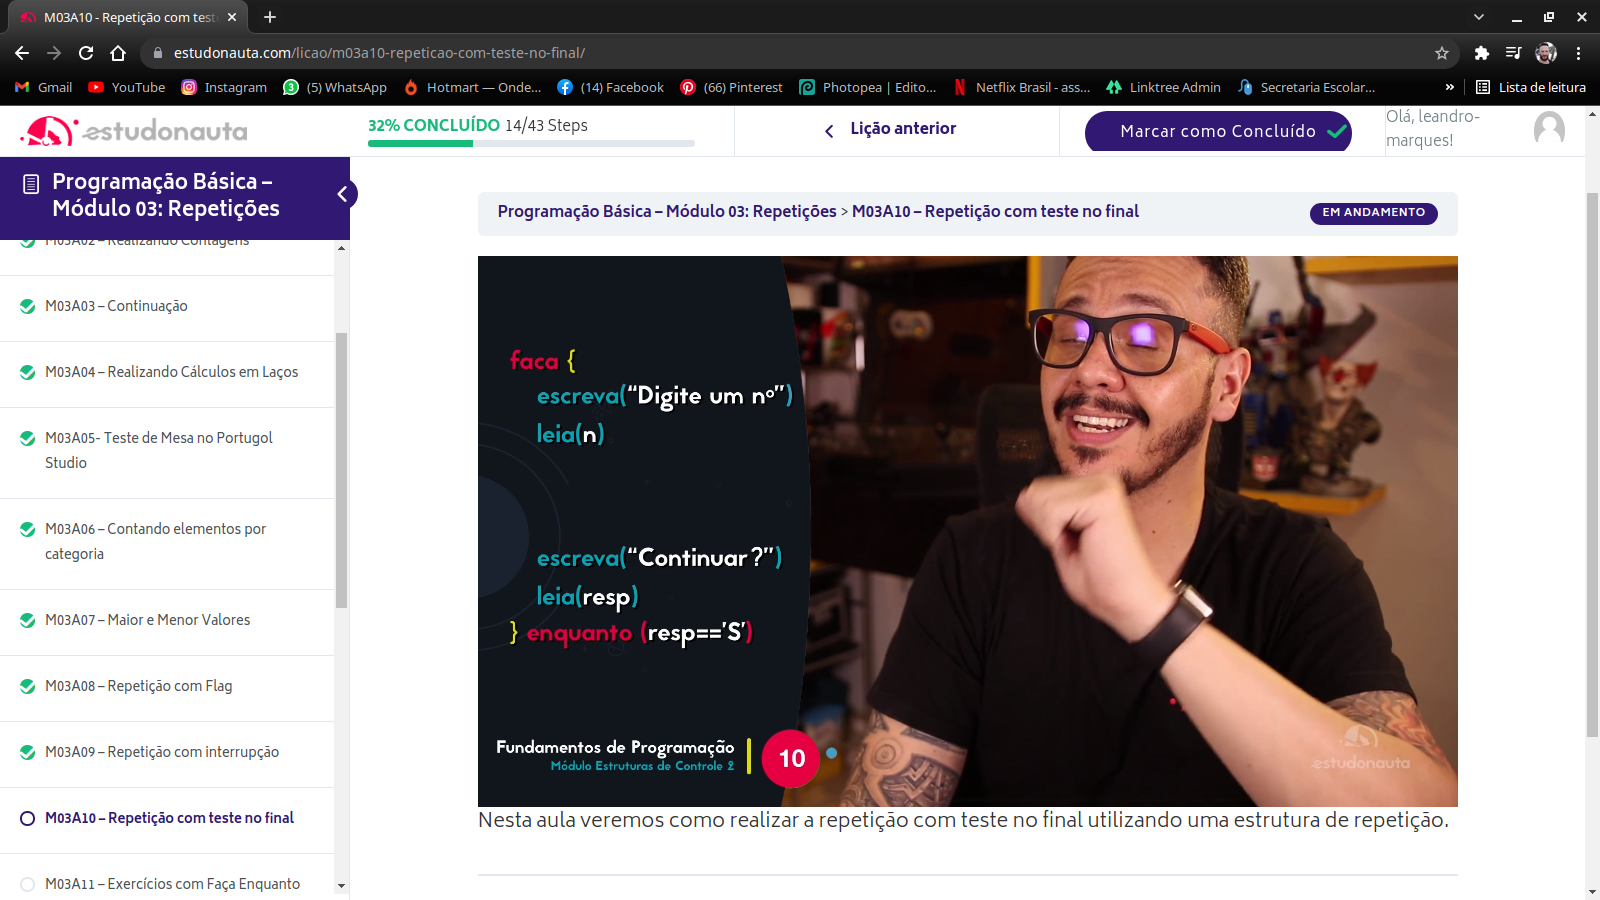 M03A10 - Repetição com test
estudonauta.com/licao/m03a10-repeticao-com-teste-no-final/
Gmail
YouTube
Instagram
3
(5) WhatsApp
Hotmart — Onde...
(14) Facebook
(66) Pinterest
Photopea | Edito...
Netflix Brasil - ass...
Linktree Admin
Secretaria Escolar...
»
Lista de leitura
estudonauta
32% CONCLUÍDO 14/43 Steps
Lição anterior
Marcar como Concluído
Olá, leandro-
marques!
Programação Básica –
Módulo 03: Repetições
M03A02 – Realizando Contagens
M03A03 – Continuação
M03A04 – Realizando Cálculos em Laços
M03A05- Teste de Mesa no Portugol
Studio
M03A06 – Contando elementos por
categoria
M03A07 – Maior e Menor Valores
M03A08 – Repetição com Flag
M03A09 – Repetição com interrupção
M03A10 – Repetição com teste no final
M03A11 – Exercícios com Faça Enquanto
Programação Básica – Módulo 03: Repetições > M03A10 – Repetição com teste no final
EM ANDAMENTO
faca {
escreva(“Digite um nº”)
leia(n)
escreva(“Continuar?”)
leia(resp)
} enquanto (resp=='S')
Fundamentos de Programação
Módulo Estruturas de Controle 2
10
estudonauta
Nesta aula veremos como realizar a repetição com teste no final utilizando uma estrutura de repetição.